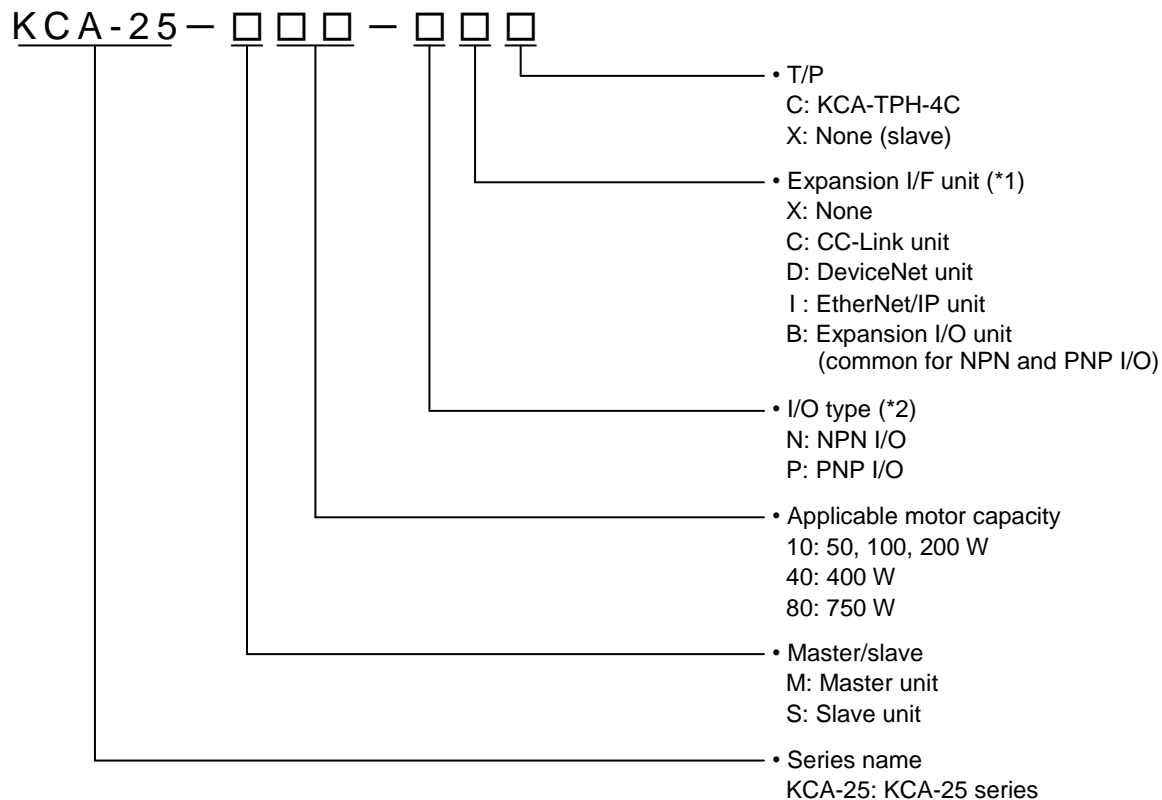 KCA-25-□□□-□□□
• T/P
C: KCA-TPH-4C
X: None (slave)
• Expansion I/F unit (*1)
X: None
C: CC-Link unit
D: DeviceNet unit
I : EtherNet/IP unit
B: Expansion I/O unit
(common for NPN and PNP I/O)
• I/O type (*2)
N: NPN I/O
P: PNP I/O
• Applicable motor capacity
10: 50, 100, 200 W
40: 400 W
80: 750 W
• Master/slave
M: Master unit
S: Slave unit
• Series name
KCA-25: KCA-25 series